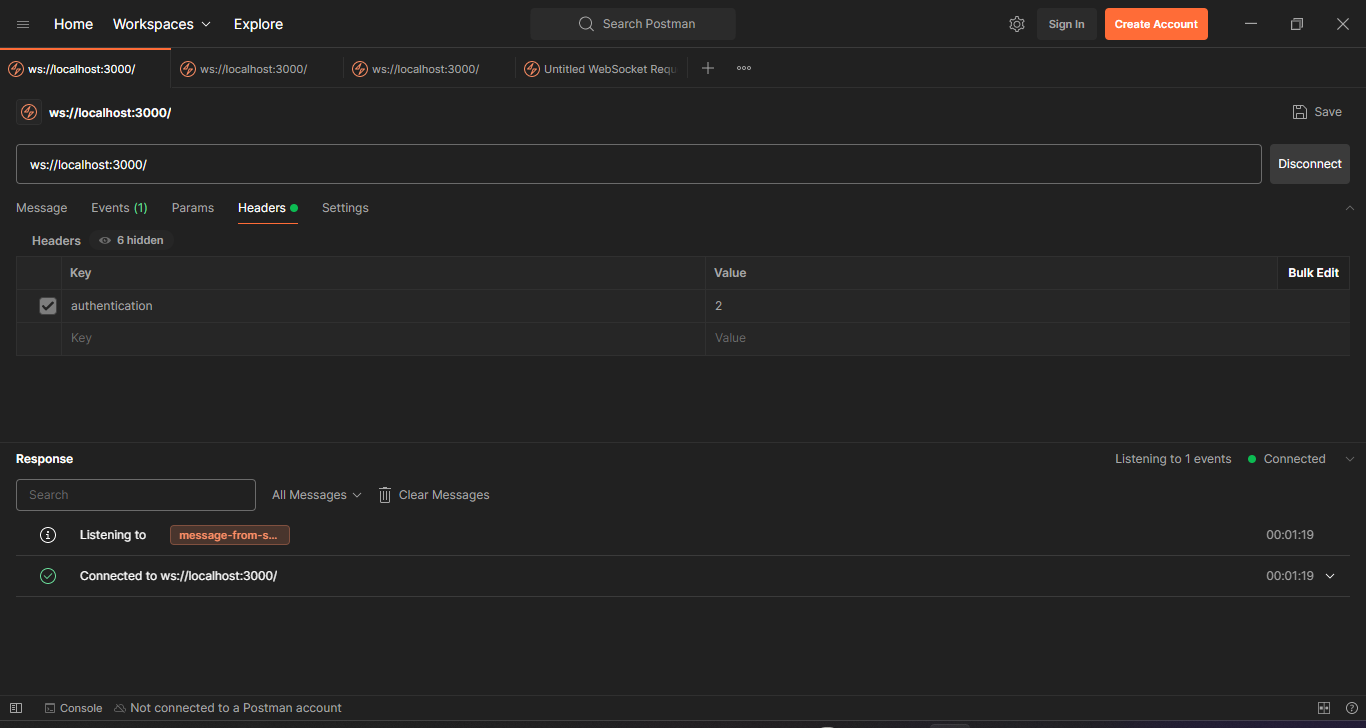 Home Workspaces Explore Search Postman Sign In Create Account
ws://localhost:3000/ ws://localhost:3000/ ws://localhost:3000/ Untitled WebSocket Requ
ws://localhost:3000/ Save
ws://localhost:3000/ Disconnect
Message Events (1) Params Headers Settings
Headers 6 hidden
Key Value Bulk Edit
authentication 2
Key Value
Response Listening to 1 events Connected
Search All Messages Clear Messages
Listening to message-from-s... 00:01:19
Connected to ws://localhost:3000/ 00:01:19
Console Not connected to a Postman account